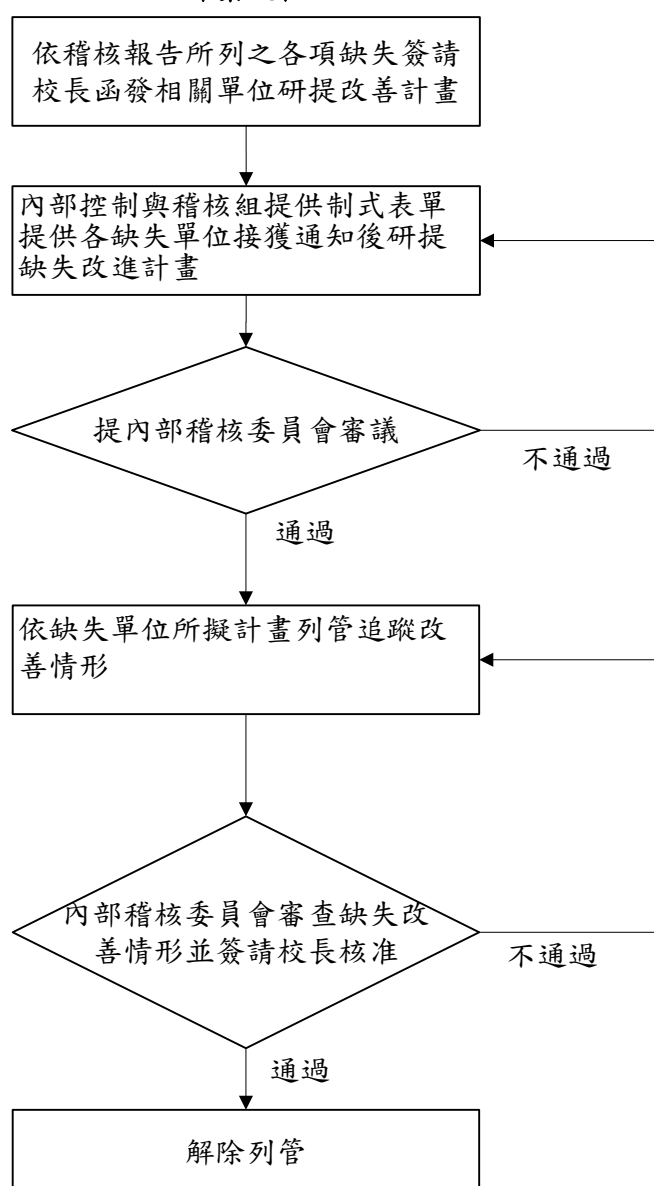 依稽核報告所列之各項缺失簽請
校長函發相關單位研提改善計畫
內部控制與稽核組提供制式表單
提供各缺失單位接獲通知後研提
缺失改進計畫
提內部稽核委員會審議
不通過
通過
依缺失單位所擬計畫列管追蹤改
善情形
內部稽核委員會審查缺失改
善情形並簽請校長核准
不通過
通過
解除列管